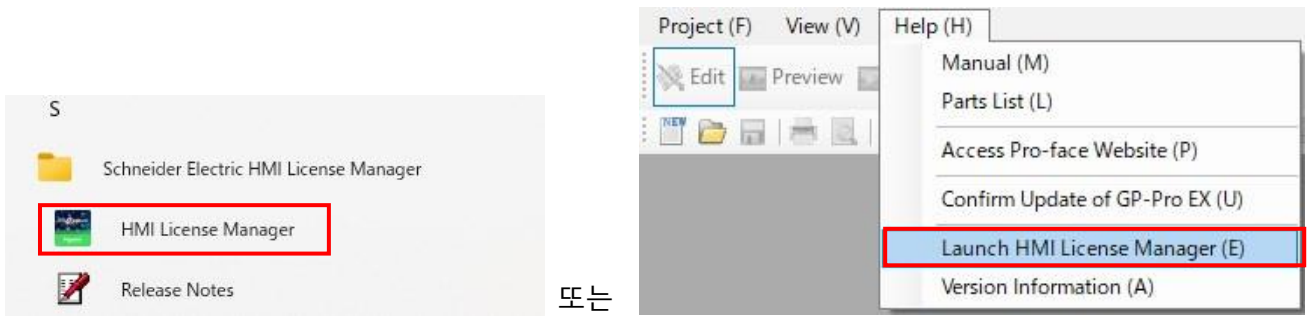 S
Schneider Electric HMI License Manager
HMI License Manager
Release Notes
또는
Project (F) View (V) Help (H)
Edit Preview
NEW
Manual (M)
Parts List (L)
Access Pro-face Website (P)
Confirm Update of GP-Pro EX (U)
Launch HMI License Manager (E)
Version Information (A)